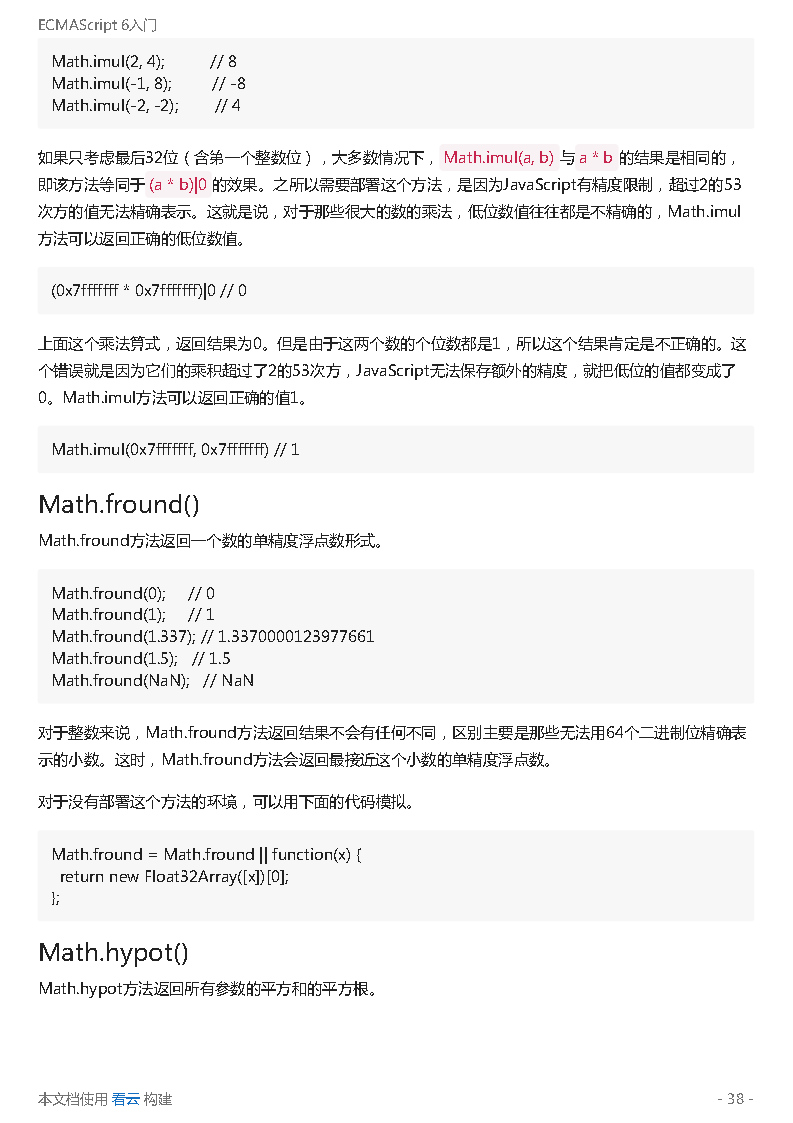 ECMAScript 6入门
Math.imul(2, 4);          // 8
Math.imul(-1, 8);         // -8
Math.imul(-2, -2);        // 4
如果只考虑最后32位（含第一个整数位），大多数情况下， Math.imul(a, b) 与 a * b 的结果是相同的，
即该方法等同于 (a * b)|0 的效果。之所以需要部署这个方法，是因为JavaScript有精度限制，超过2的53
次方的值无法精确表示。这就是说，对于那些很大的数的乘法，低位数值往往都是不精确的，Math.imul
方法可以返回正确的低位数值。
(0x7fffffff * 0x7fffffff)|0 // 0
上面这个乘法算式，返回结果为0。但是由于这两个数的个位数都是1，所以这个结果肯定是不正确的。这
个错误就是因为它们的乘积超过了2的53次方，JavaScript无法保存额外的精度，就把低位的值都变成了
0。Math.imul方法可以返回正确的值1。
Math.imul(0x7fffffff, 0x7fffffff) // 1
Math.fround()
Math.fround方法返回一个数的单精度浮点数形式。
Math.fround(0);     // 0
Math.fround(1);     // 1
Math.fround(1.337); // 1.3370000123977661
Math.fround(1.5);   // 1.5
Math.fround(NaN);   // NaN
对于整数来说，Math.fround方法返回结果不会有任何不同，区别主要是那些无法用64个二进制位精确表
示的小数。这时，Math.fround方法会返回最接近这个小数的单精度浮点数。
对于没有部署这个方法的环境，可以用下面的代码模拟。
Math.fround = Math.fround || function(x) {
  return new Float32Array([x])[0];
};
Math.hypot()
Math.hypot方法返回所有参数的平方和的平方根。
本文档使用 看云 构建
- 38 -